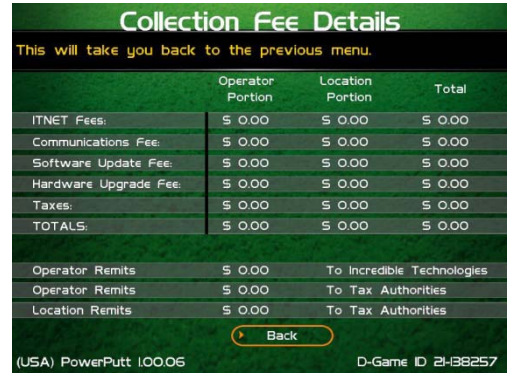 Collection Fee Details
This will take you back to the previous menu.
Operator Portion Location Portion Total
ITNET Fees: $ 0.00 $ 0.00 $ 0.00
Communications Fee: $ 0.00 $ 0.00 $ 0.00
Software Update Fee: $ 0.00 $ 0.00 $ 0.00
Hardware Upgrade Fee: $ 0.00 $ 0.00 $ 0.00
Taxes: $ 0.00 $ 0.00 $ 0.00
TOTALS: $ 0.00 $ 0.00 $ 0.00
Operator Remits $ 0.00 To Incredible Technologies
Operator Remits $ 0.00 To Tax Authorities
Location Remits $ 0.00 To Tax Authorities
Back
(USA) PowerPutt 1.00.06 D-Game ID 21-138257